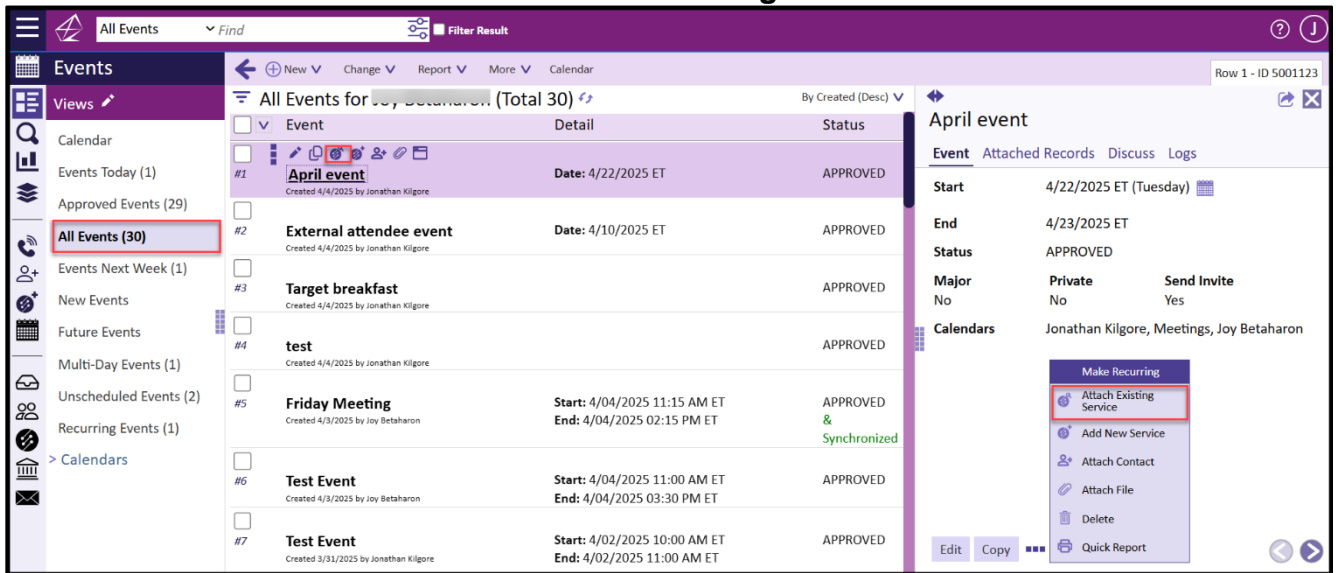 All Events
Find
Filter Result
J
Events
New
Change
Report
More
Calendar
Row 1 - ID 5001123
Views
Calendar
Events Today (1)
Approved Events (29)
All Events (30)
Events Next Week (1)
New Events
Future Events
Multi-Day Events (1)
Unscheduled Events (2)
Recurring Events (1)
> Calendars
All Events for (Total 30)
By Created (Desc)
Event Detail Status
#1 April event Date: 4/22/2025 ET APPROVED
Created 4/4/2025 by Jonathan Kilgore
#2 External attendee event Date: 4/10/2025 ET APPROVED
Created 4/4/2025 by Jonathan Kilgore
#3 Target breakfast APPROVED
Created 4/4/2025 by Jonathan Kilgore
#4 test APPROVED
Created 4/4/2025 by Jonathan Kilgore
#5 Friday Meeting Start: 4/04/2025 11:15 AM ET APPROVED
Created 4/3/2025 by Joy Betaharon End: 4/04/2025 02:15 PM ET &
Synchronized
#6 Test Event Start: 4/04/2025 11:00 AM ET APPROVED
Created 4/3/2025 by Joy Betaharon End: 4/04/2025 03:30 PM ET
#7 Test Event Start: 4/02/2025 10:00 AM ET APPROVED
Created 3/31/2025 by Jonathan Kilgore End: 4/02/2025 11:00 AM ET
April event
Event Attached Records Discuss Logs
Start 4/22/2025 ET (Tuesday)
End 4/23/2025 ET
Status APPROVED
Major Private Send Invite
No No Yes
Calendars Jonathan Kilgore, Meetings, Joy Betaharon
Make Recurring
Attach Existing
Service
Add New Service
Attach Contact
Attach File
Delete
Quick Report
Edit Copy